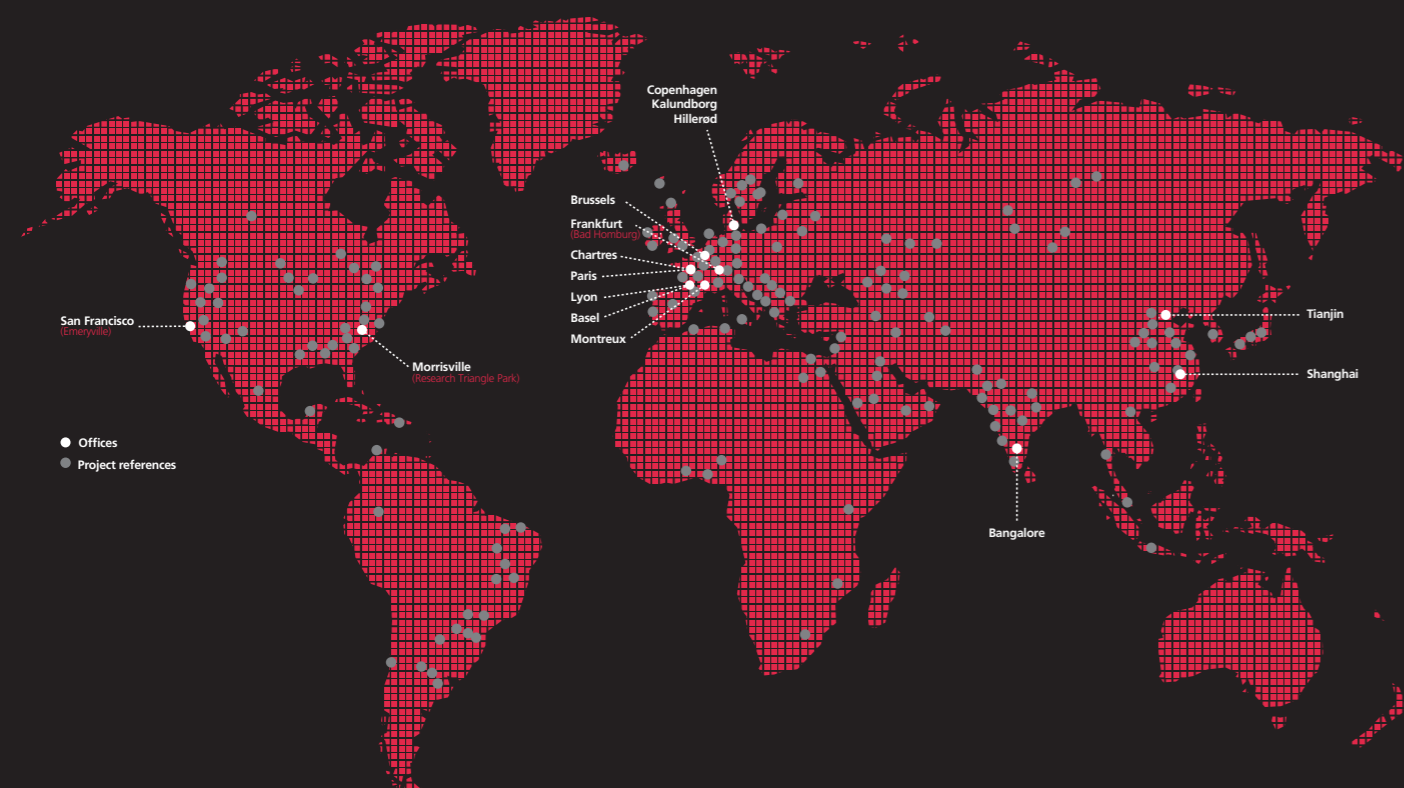 Copenhagen
Kalundborg
Hillerød
Brussels
Frankfurt
(Bad Homburg)
Chartres
Paris
Lyon
Basel
Montreux
San Francisco
(Emeryville)
Morrisville
(Research Triangle Park)
Tianjin
Shanghai
Bangalore
Offices
Project references